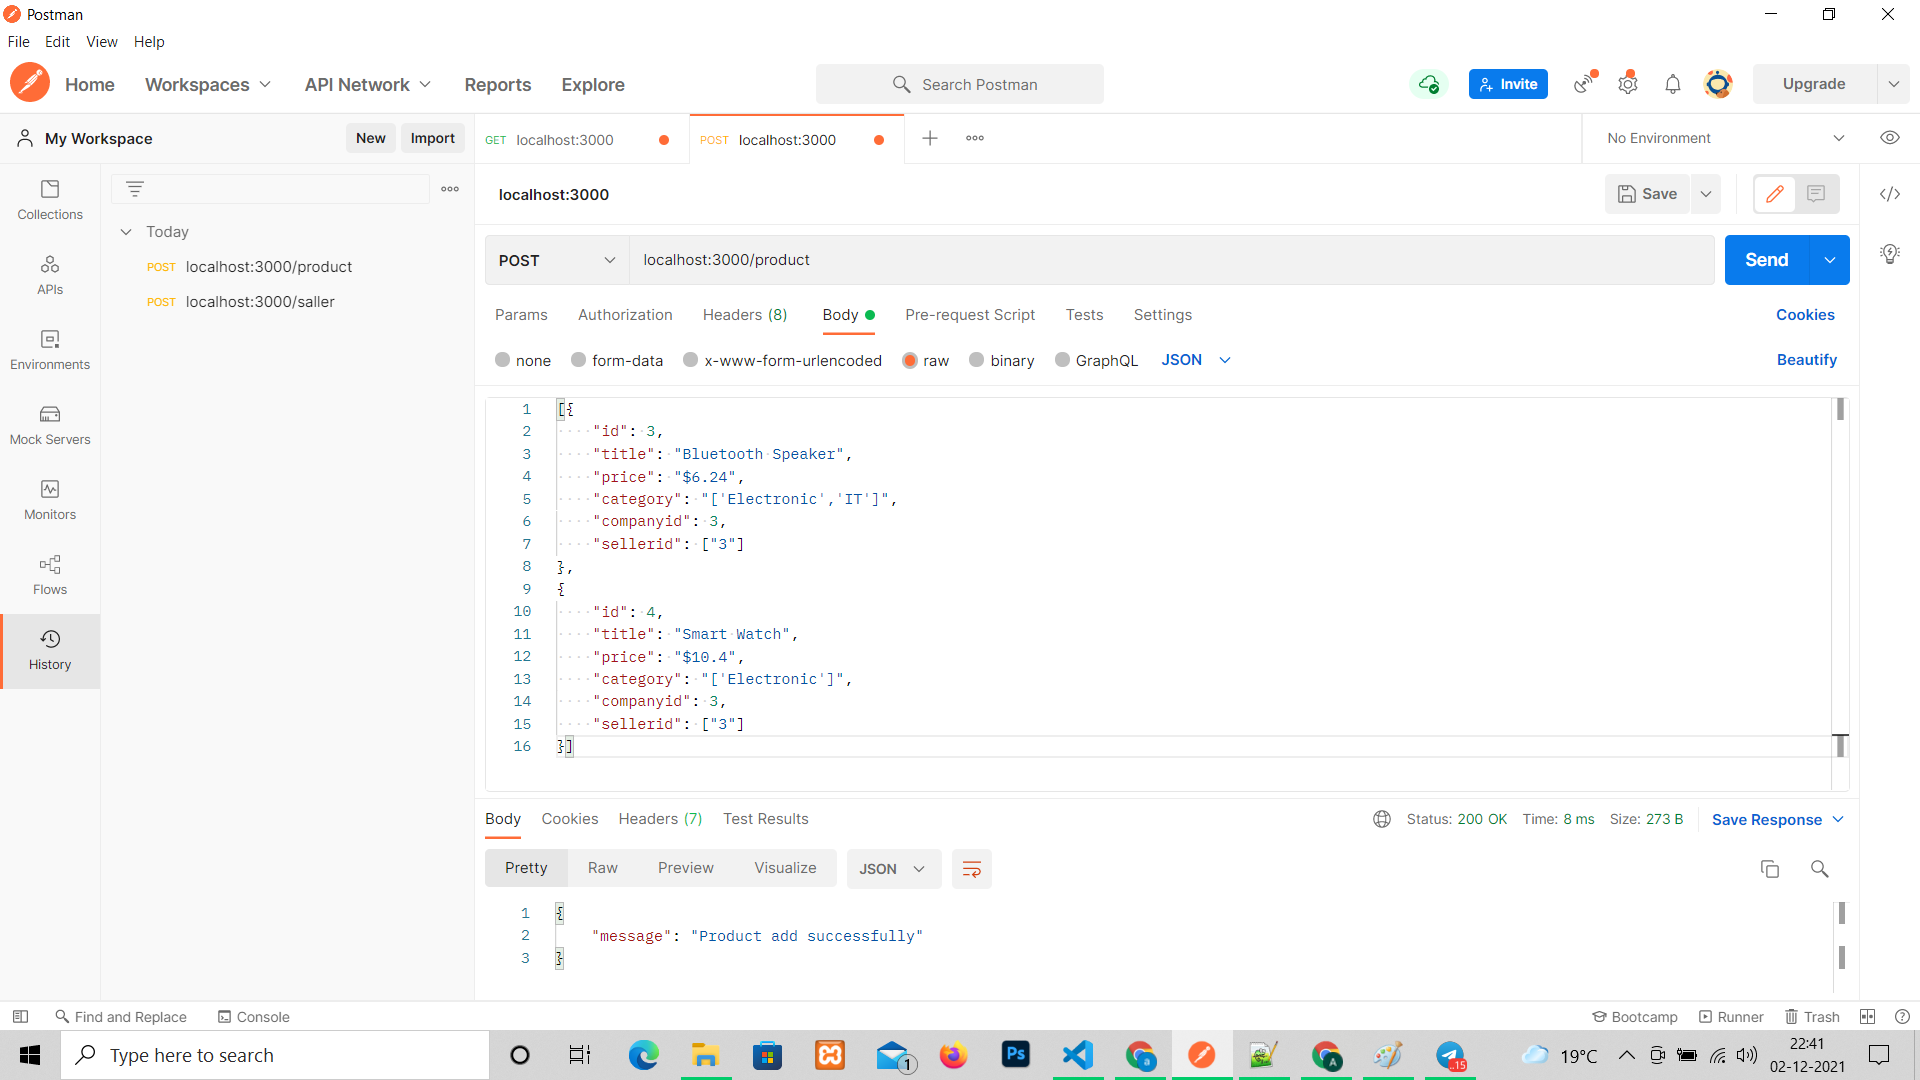 Postman
File Edit View Help
Home Workspaces API Network Reports Explore Search Postman Invite Upgrade
My Workspace New Import GET localhost:3000 POST localhost:3000 No Environment
Collections
APIs
Environments
Mock Servers
Monitors
Flows
History
Today
POST localhost:3000/product
POST localhost:3000/saller
localhost:3000 Save
POST localhost:3000/product Send
Params Authorization Headers (8) Body Pre-request Script Tests Settings Cookies
none form-data x-www-form-urlencoded raw binary GraphQL JSON Beautify
1 [{
2 "id": 3,
3 "title": "Bluetooth Speaker",
4 "price": "$6.24",
5 "category": "['Electronic','IT']",
6 "companyid": 3,
7 "sellerid": ["3"]
8 },
9 {
10 "id": 4,
11 "title": "Smart Watch",
12 "price": "$10.4",
13 "category": "['Electronic']",
14 "companyid": 3,
15 "sellerid": ["3"]
16 }]
Body Cookies Headers (7) Test Results Status: 200 OK Time: 8 ms Size: 273 B Save Response
Pretty Raw Preview Visualize JSON
1 {
2 "message": "Product add successfully"
3 }
Find and Replace Console Bootcamp Runner Trash
Type here to search Ps 1 a A ..15 19°C 22:41
02-12-2021